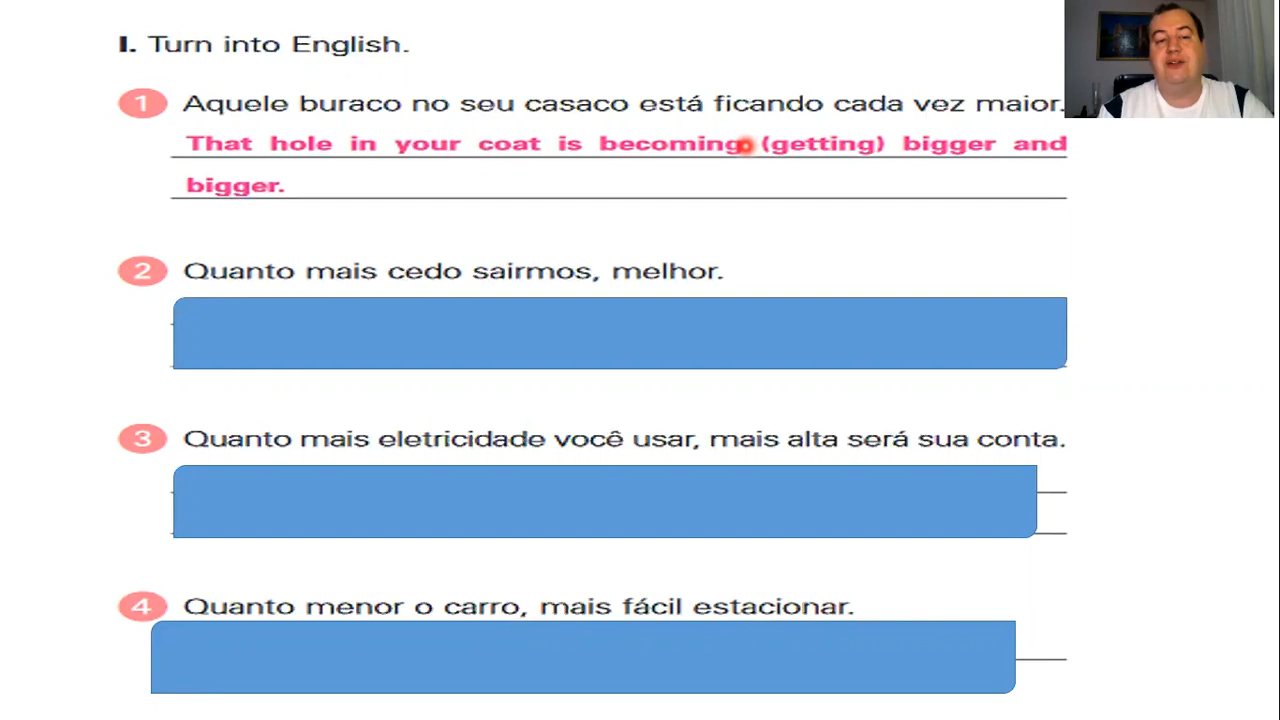 I. Turn into English.
1 Aquele buraco no seu casaco está ficando cada vez maior.
That hole in your coat is becoming (getting) bigger and
bigger.
2 Quanto mais cedo sairmos, melhor.
3 Quanto mais eletricidade você usar, mais alta será sua conta.
4 Quanto menor o carro, mais fácil estacionar.